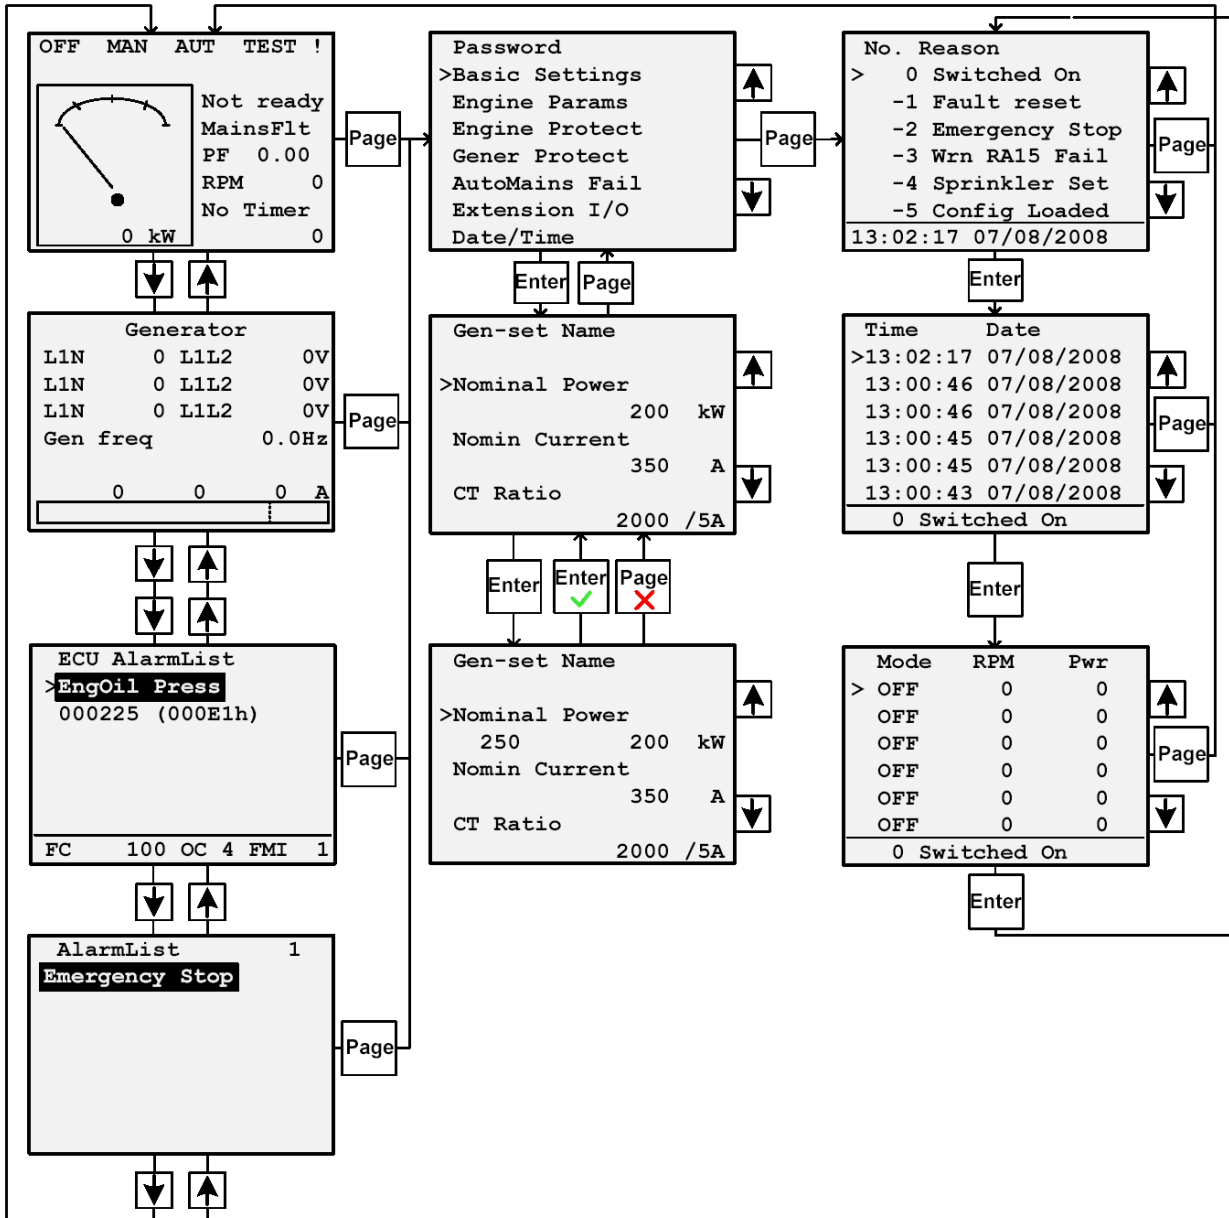 OFF MAN AUT TEST !
Not ready
MainsFlt
PF 0.00
RPM 0
No Timer
0 kW 0
Page
Generator
L1N 0 L1L2 0V
L1N 0 L1L2 0V
L1N 0 L1L2 0V
Gen freq 0.0Hz
0 0 0 A
Page
ECU AlarmList
>EngOil Press
000225 (000E1h)
FC 100 OC 4 FMI 1
Page
AlarmList 1
Emergency Stop
Page
Password
>Basic Settings
Engine Params
Engine Protect
Gener Protect
AutoMains Fail
Extension I/O
Date/Time
Page
Enter Page
Gen-set Name
>Nominal Power
200 kW
Nomin Current
350 A
CT Ratio
2000 /5A
Enter Enter Page
Gen-set Name
>Nominal Power
250 200 kW
Nomin Current
350 A
CT Ratio
2000 /5A
No. Reason
> 0 Switched On
-1 Fault reset
-2 Emergency Stop
-3 Wrn RA15 Fail
-4 Sprinkler Set
-5 Config Loaded
13:02:17 07/08/2008
Page
Enter
Time Date
>13:02:17 07/08/2008
13:00:46 07/08/2008
13:00:46 07/08/2008
13:00:45 07/08/2008
13:00:45 07/08/2008
13:00:43 07/08/2008
0 Switched On
Page
Enter
Mode RPM Pwr
> OFF 0 0
OFF 0 0
OFF 0 0
OFF 0 0
OFF 0 0
OFF 0 0
0 Switched On
Page
Enter